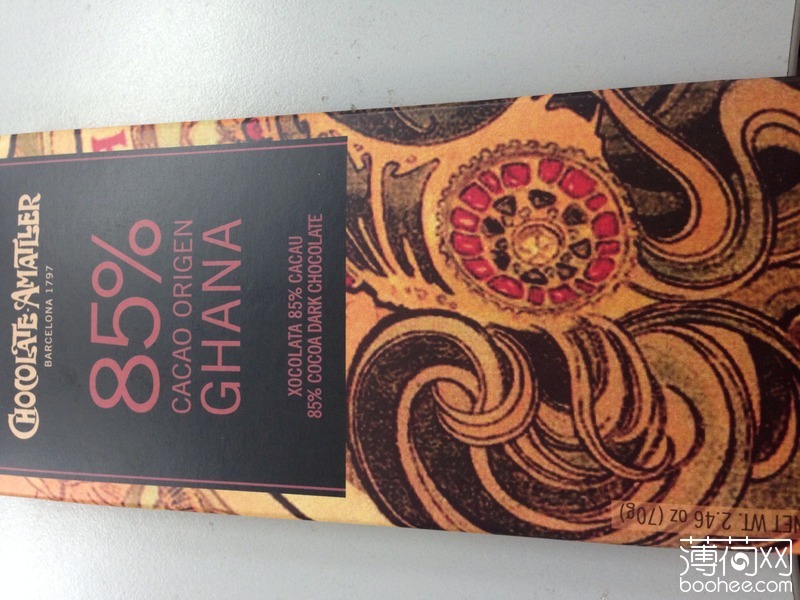 CHOCOLATE·AMATLLER
BARCELONA 1797
85%
CACAO ORIGEN
GHANA
XOCOLATA 85% CACAU
85% COCOA DARK CHOCOLATE
NET WT. 2.46 oz (70g)
薄荷网
boohee.com